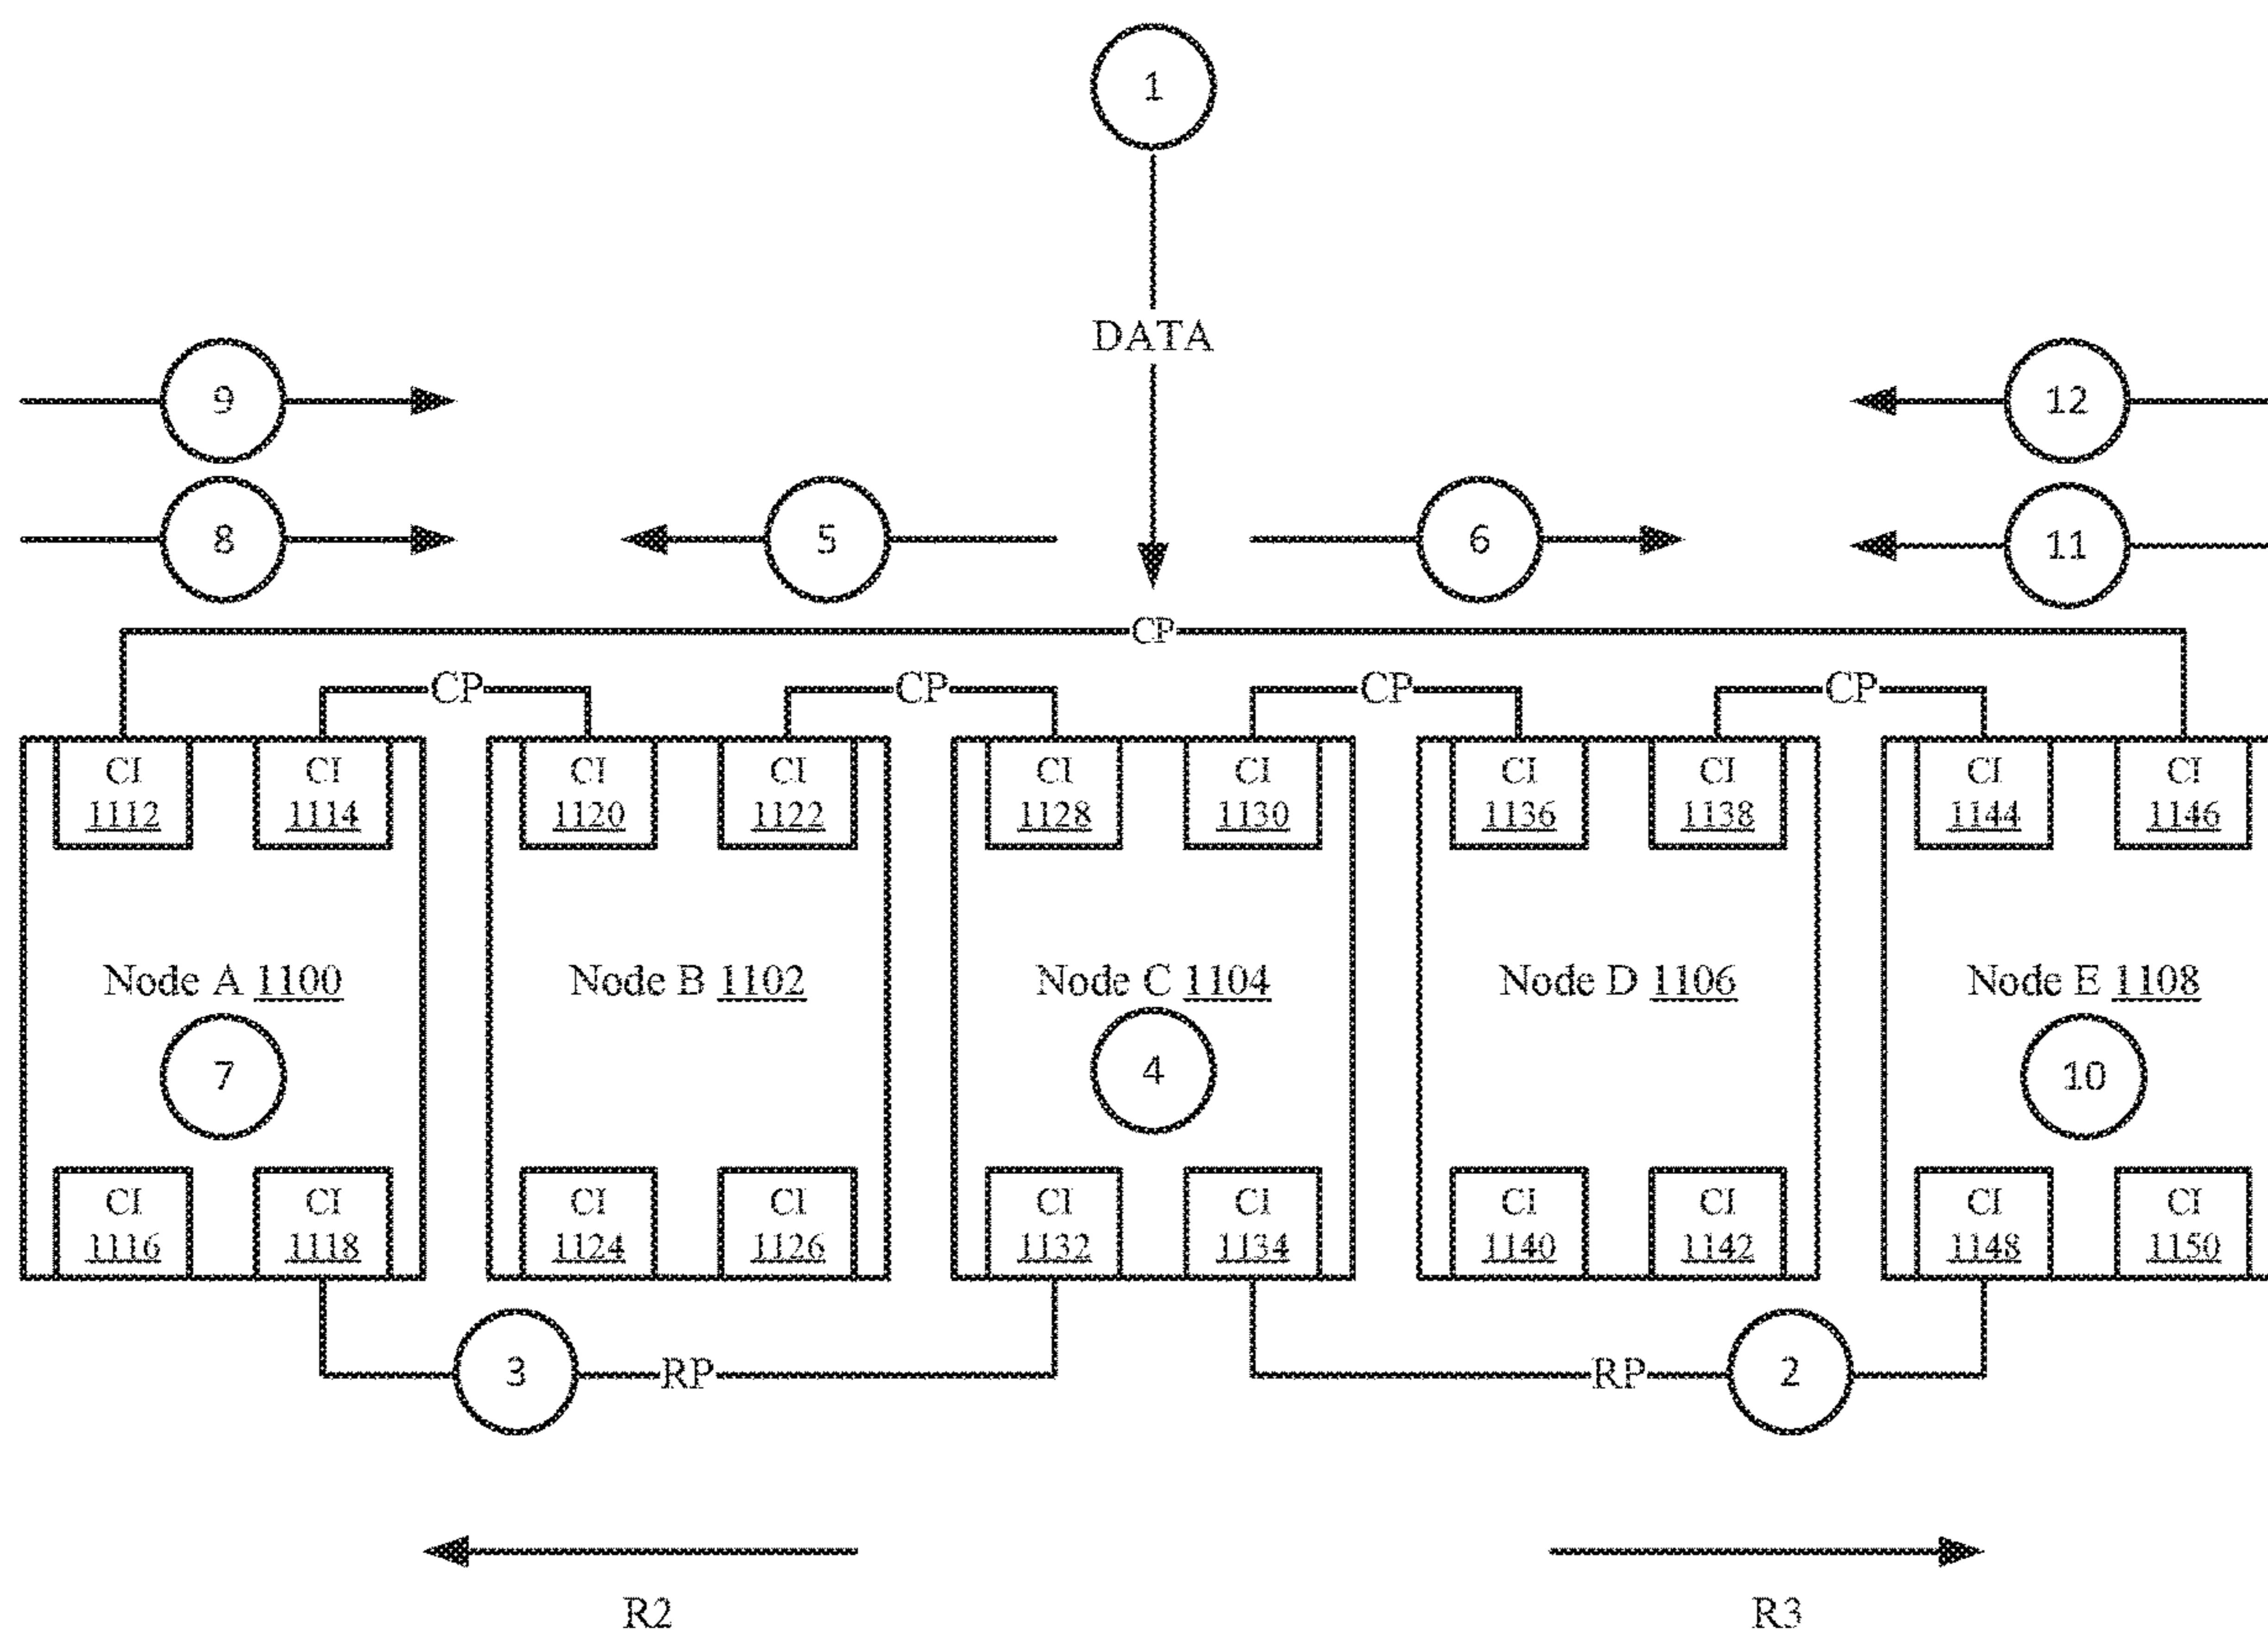 1
DATA
9
12
8
5
6
11
CP
CP
CP
CP
CP
CI
1112
CI
1114
CI
1120
CI
1122
CI
1128
CI
1130
CI
1136
CI
1138
CI
1144
CI
1146
Node A 1100
Node B 1102
Node C 1104
Node D 1106
Node E 1108
7
4
10
CI
1116
CI
1118
CI
1124
CI
1126
CI
1132
CI
1134
CI
1140
CI
1142
CI
1148
CI
1150
3
RP
RP
2
R2
R3